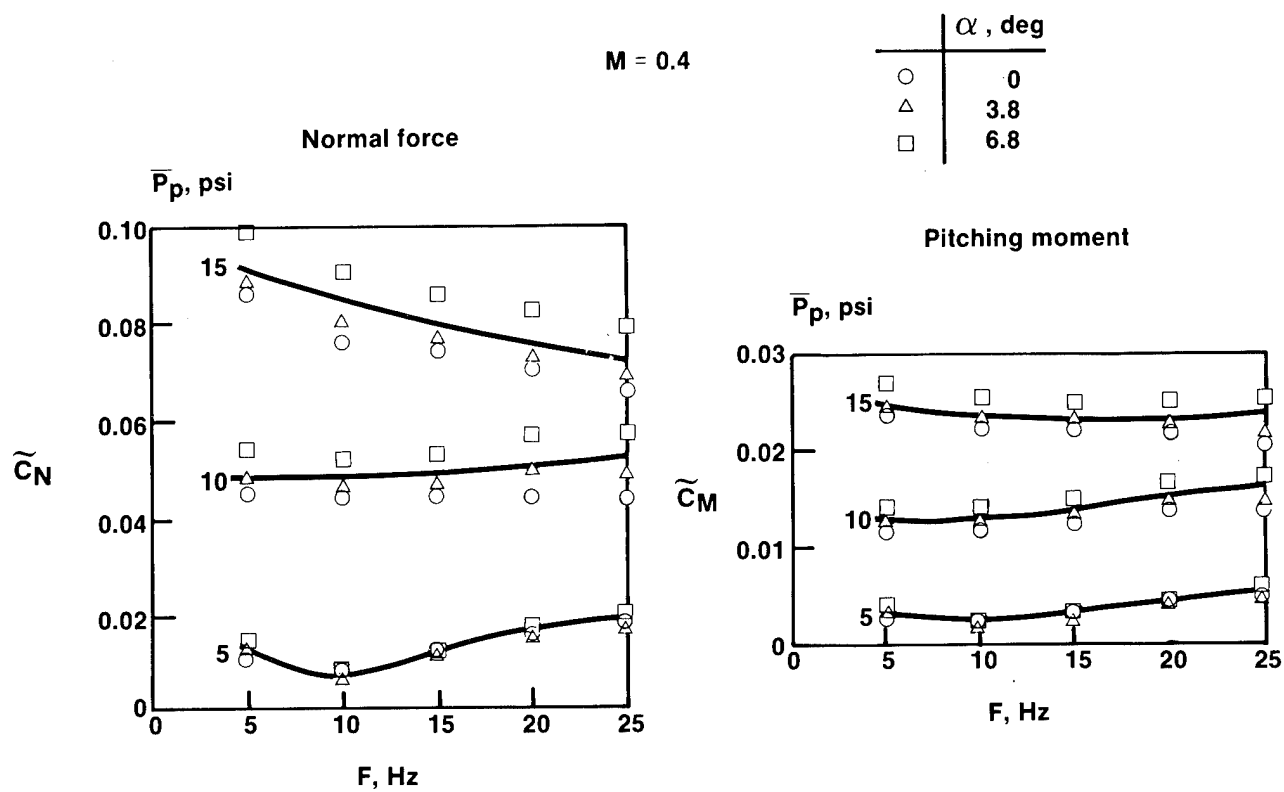 α , deg
M = 0.4
0
3.8
6.8
Normal force
P̅p, psi
0.10
15
0.08
0.06
C̃N
10
0.04
0.02
5
0
0 5 10 15 20 25
F, Hz
Pitching moment
P̅p, psi
0.03
15
0.02
C̃M
10
0.01
5
0
0 5 10 15 20 25
F, Hz